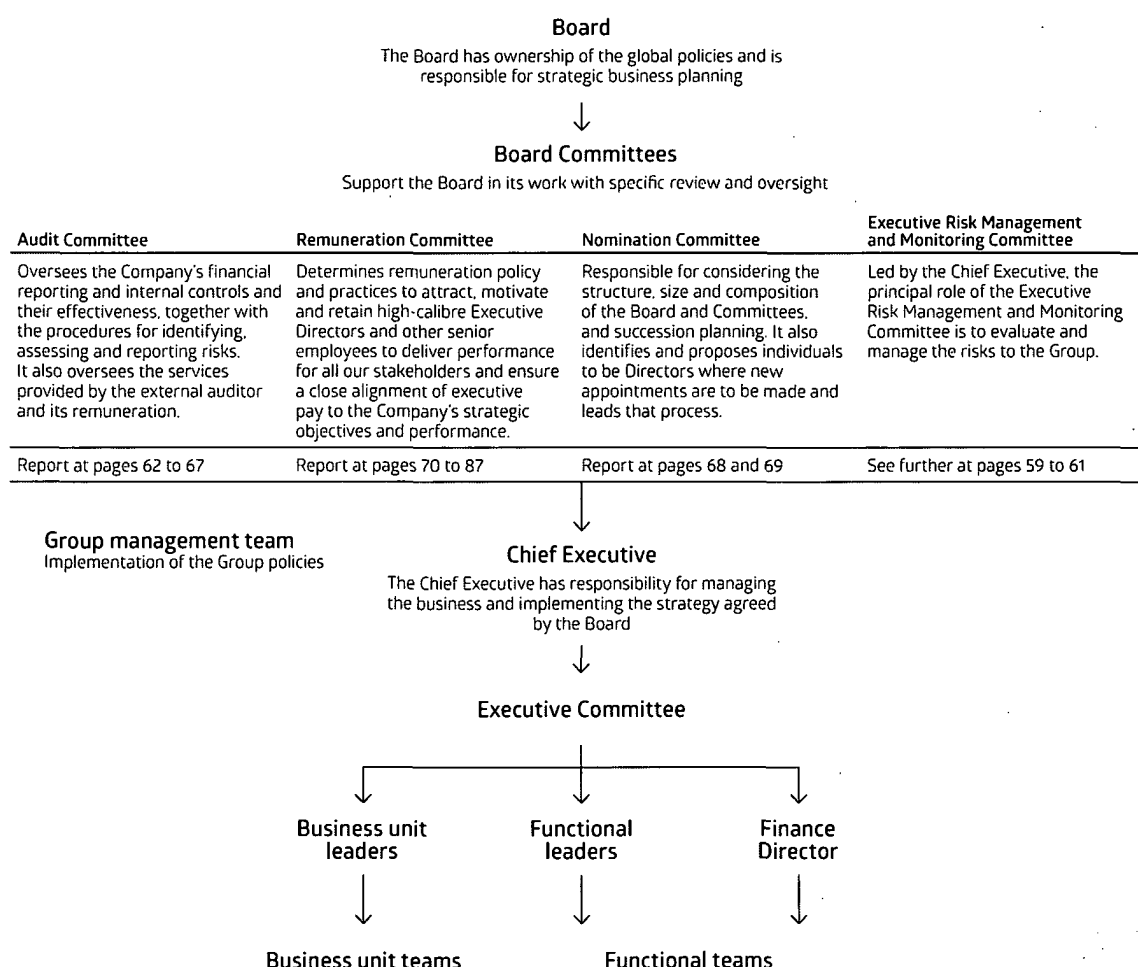 Board
The Board has ownership of the global policies and is
responsible for strategic business planning
Board Committees
Support the Board in its work with specific review and oversight
Audit Committee
Oversees the Company's financial
reporting and internal controls and
their effectiveness, together with
the procedures for identifying,
assessing and reporting risks.
It also oversees the services
provided by the external auditor
and its remuneration.
Report at pages 62 to 67
Remuneration Committee
Determines remuneration policy
and practices to attract, motivate
and retain high-calibre Executive
Directors and other senior
employees to deliver performance
for all our stakeholders and ensure
a close alignment of executive
pay to the Company's strategic
objectives and performance.
Report at pages 70 to 87
Nomination Committee
Responsible for considering the
structure, size and composition
of the Board and Committees,
and succession planning. It also
identifies and proposes individuals
to be Directors where new
appointments are to be made and
leads that process.
Report at pages 68 and 69
Executive Risk Management
and Monitoring Committee
Led by the Chief Executive, the
principal role of the Executive
Risk Management and Monitoring
Committee is to evaluate and
manage the risks to the Group.
See further at pages 59 to 61
Group management team
Implementation of the Group policies
Chief Executive
The Chief Executive has responsibility for managing
the business and implementing the strategy agreed
by the Board
Executive Committee
Business unit
leaders
Functional
leaders
Finance
Director
Business unit teams
Functional teams